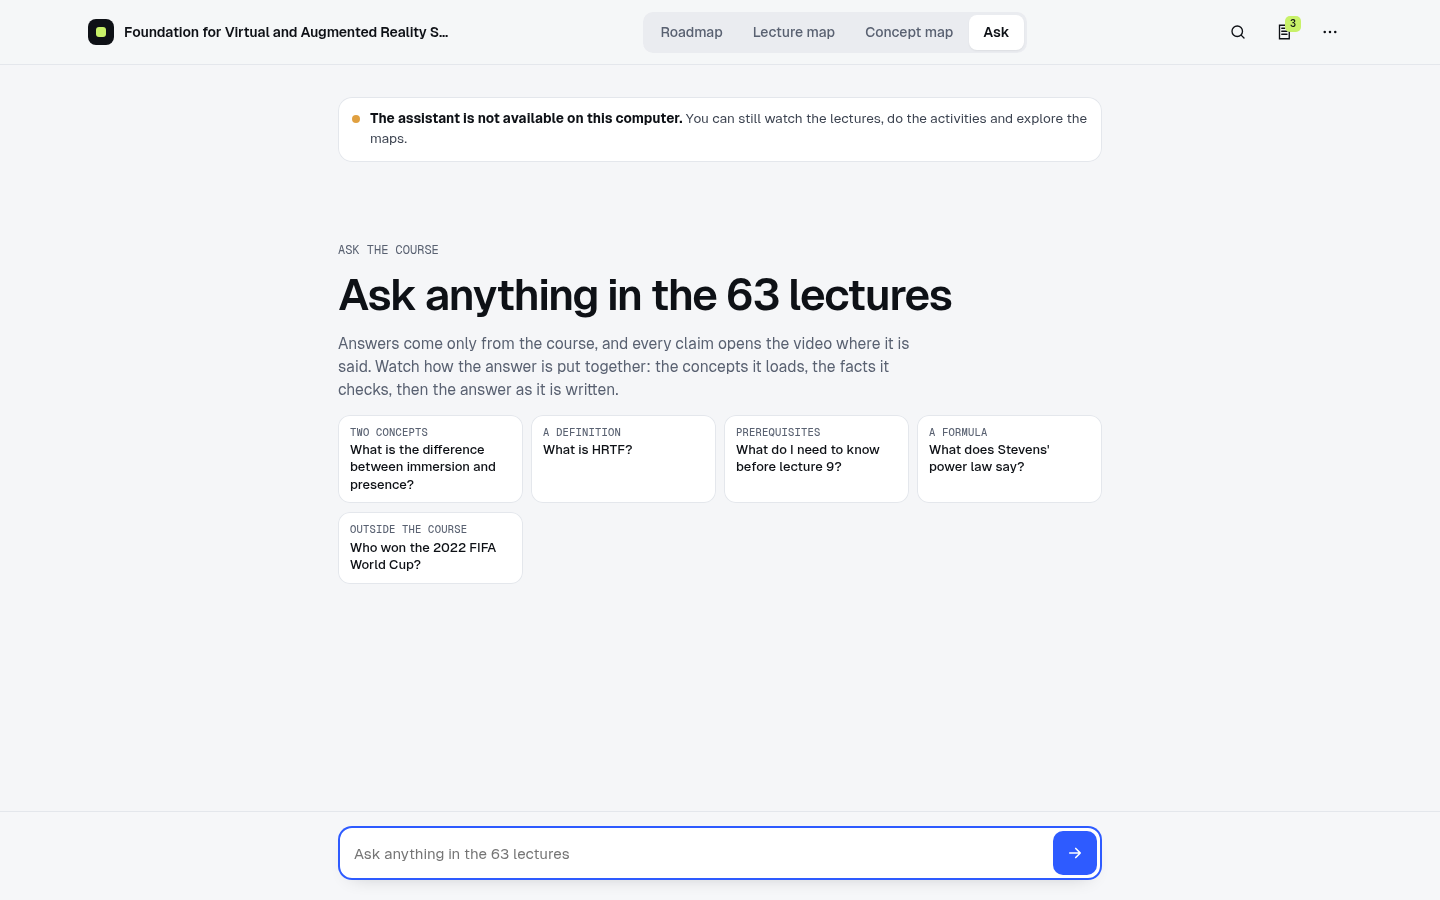 Foundation for Virtual and Augmented Reality S...
Roadmap
Lecture map
Concept map
Ask
3
The assistant is not available on this computer. You can still watch the lectures, do the activities and explore the
maps.
ASK THE COURSE
Ask anything in the 63 lectures
Answers come only from the course, and every claim opens the video where it is
said. Watch how the answer is put together: the concepts it loads, the facts it
checks, then the answer as it is written.
TWO CONCEPTS
What is the difference
between immersion and
presence?
A DEFINITION
What is HRTF?
PREREQUISITES
What do I need to know
before lecture 9?
A FORMULA
What does Stevens'
power law say?
OUTSIDE THE COURSE
Who won the 2022 FIFA
World Cup?
Ask anything in the 63 lectures